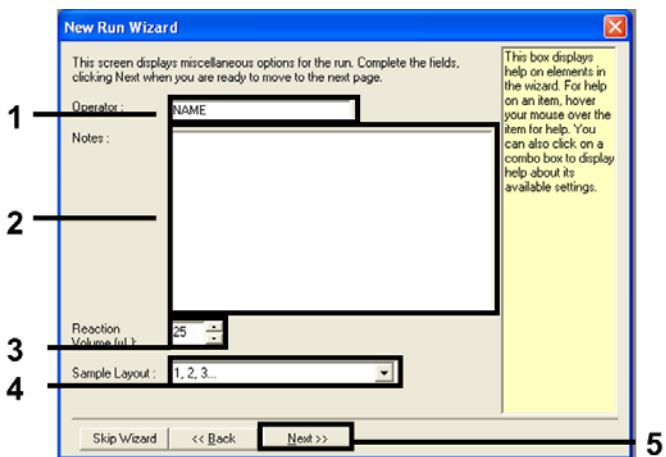 New Run Wizard
This screen displays miscellaneous options for the run. Complete the fields,
clicking Next when you are ready to move to the next page.
This box displays
help on elements in
the wizard. For help
on an item, hover
your mouse over the
item for help. You
can also click on a
combo box to display
help about its
available settings.
1
Operator :
NAME
Notes :
2
Reaction
Volume (µL):
25
3
Sample Layout :
1, 2, 3...
4
Skip Wizard
<< Back
Next >>
5